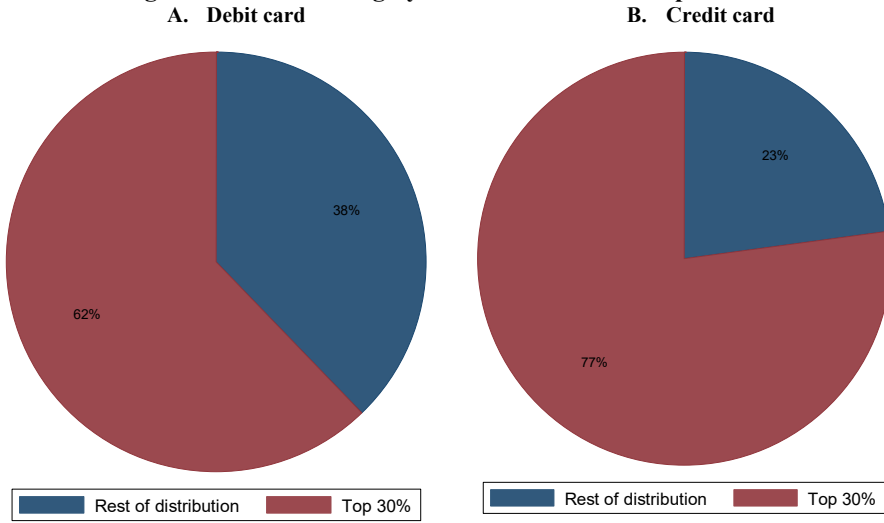 A. Debit card
38%
62%
Rest of distribution Top 30%
B. Credit card
23%
77%
Rest of distribution Top 30%